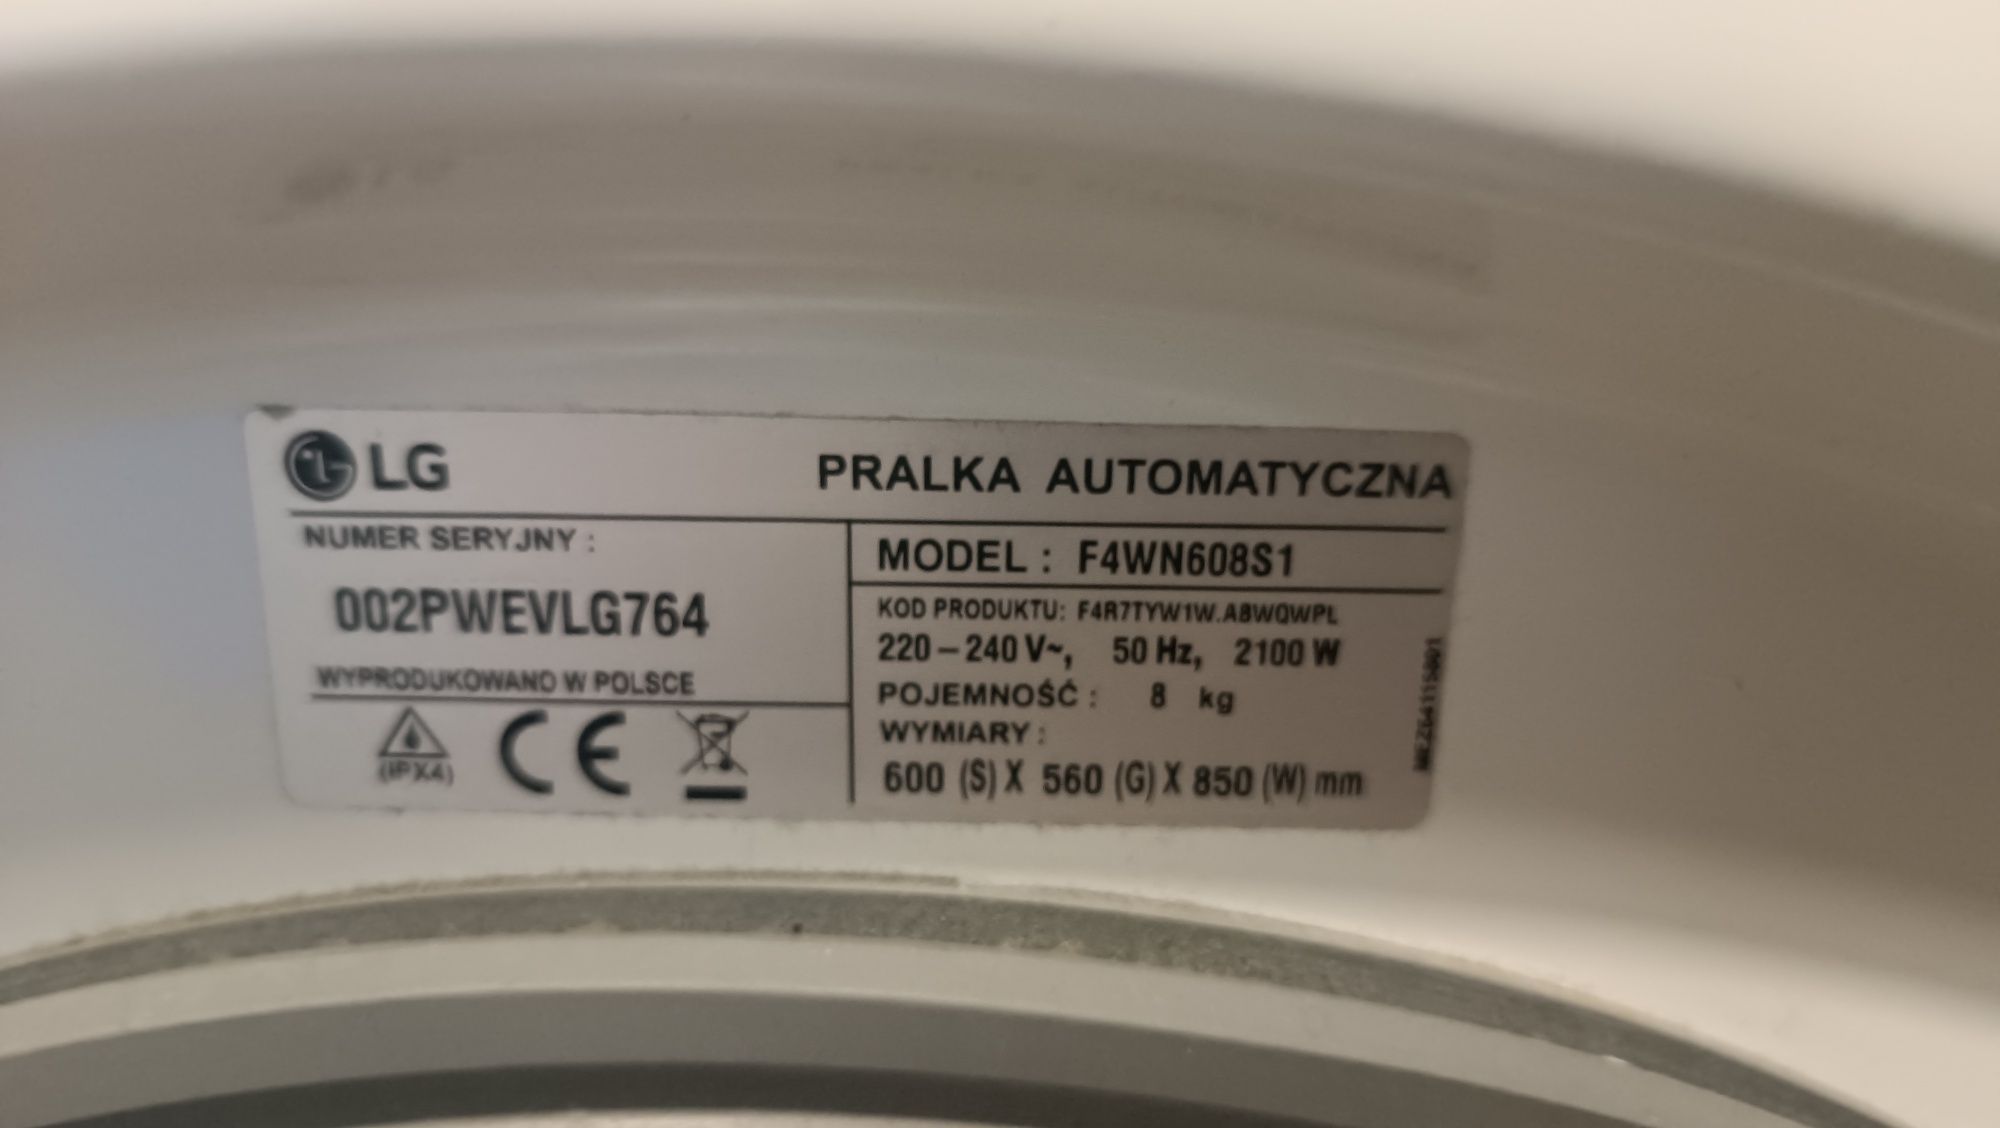 LG
PRALKA AUTOMATYCZNA
NUMER SERYJNY :
002PWEVLG764
WYPRODUKOWANO W POLSCE
(IPX4)
CE
MODEL : F4WN608S1
KOD PRODUKTU: F4R7TYW1W.ABWQWPL
220 – 240 V~, 50 Hz, 2100 W
POJEMNOŚĆ : 8 kg
WYMIARY :
600 (S) X 560 (G) X 850 (W) mm